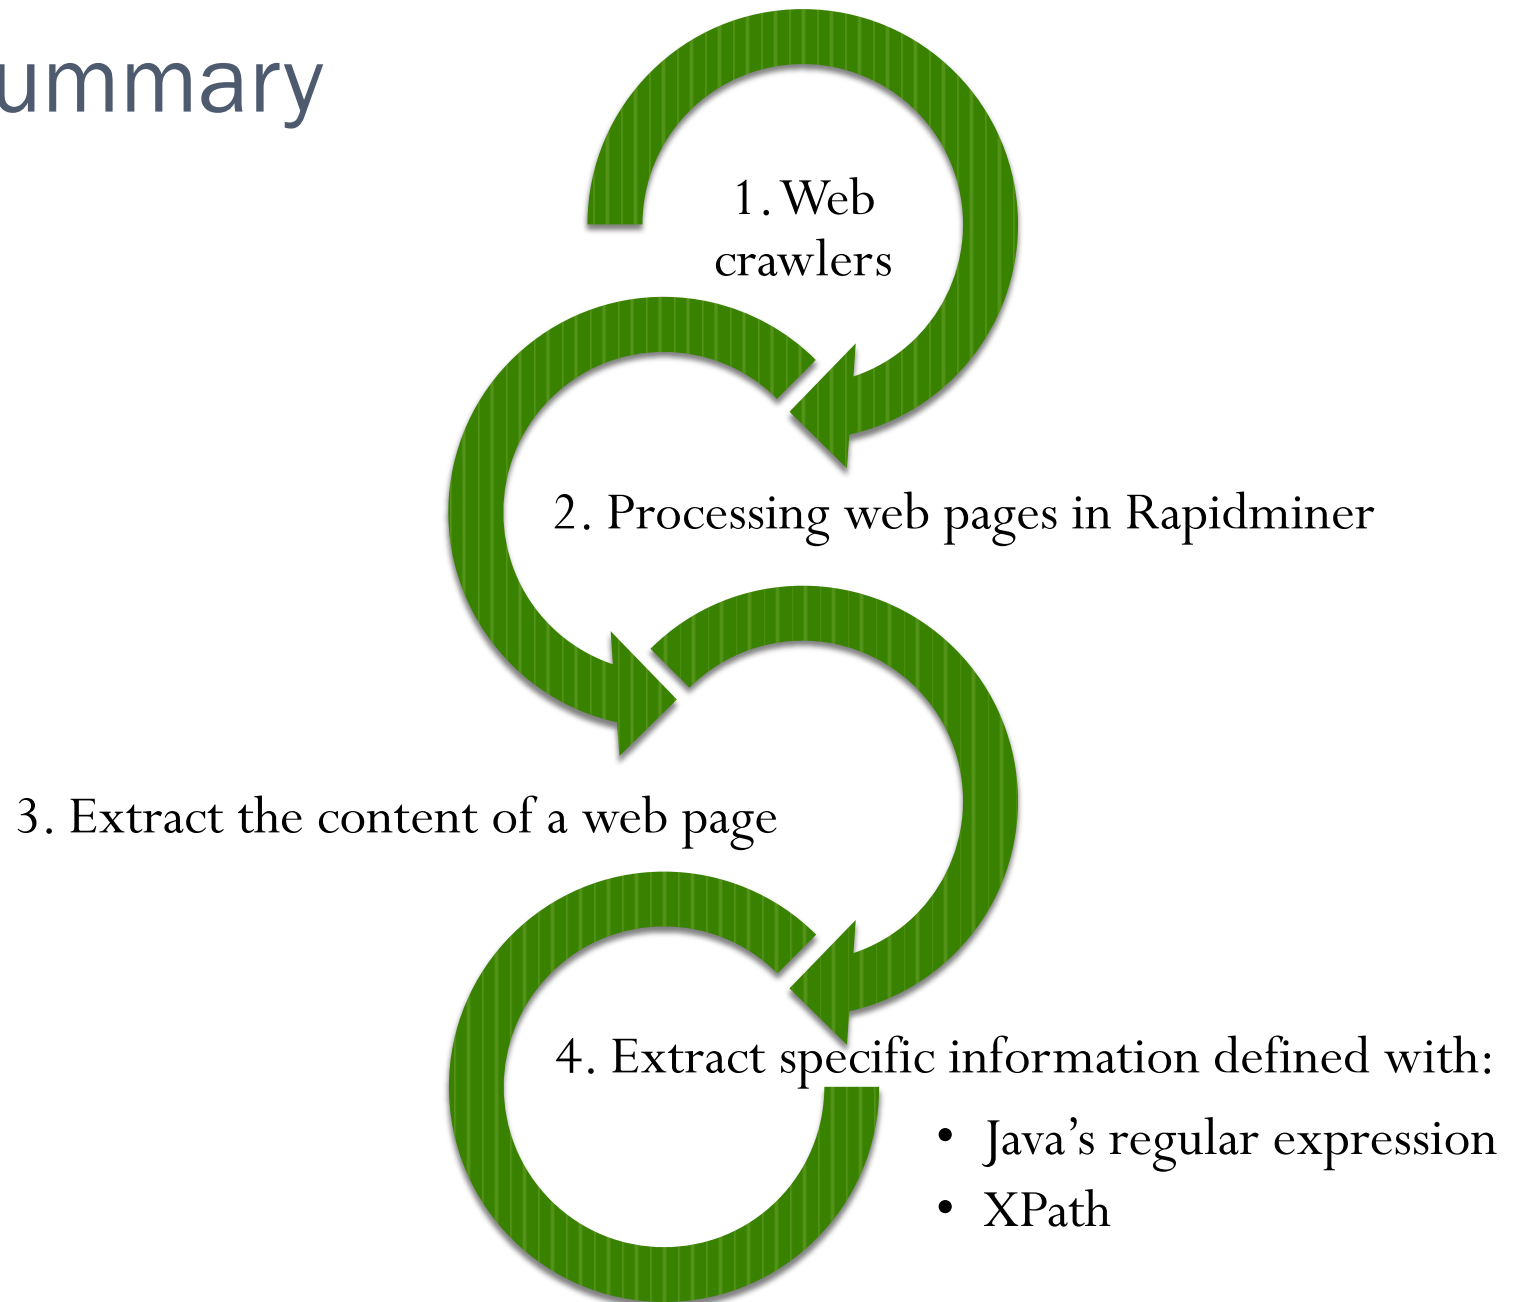 ummary
1. Web
crawlers
2. Processing web pages in Rapidminer
3. Extract the content of a web page
4. Extract specific information defined with:
• Java’s regular expression
• XPath